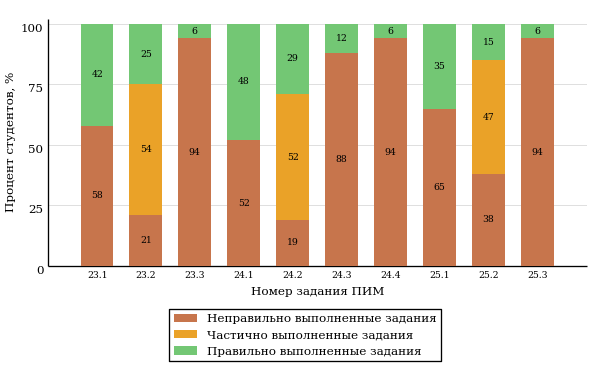 100
75
50
25
0
Процент студентов, %
42 25 6 48 29 12 6 35 15 6
54 52 47
58 21 94 52 19 88 94 65 38 94
23.1 23.2 23.3 24.1 24.2 24.3 24.4 25.1 25.2 25.3
Номер задания ПИМ
Неправильно выполненные задания
Частично выполненные задания
Правильно выполненные задания